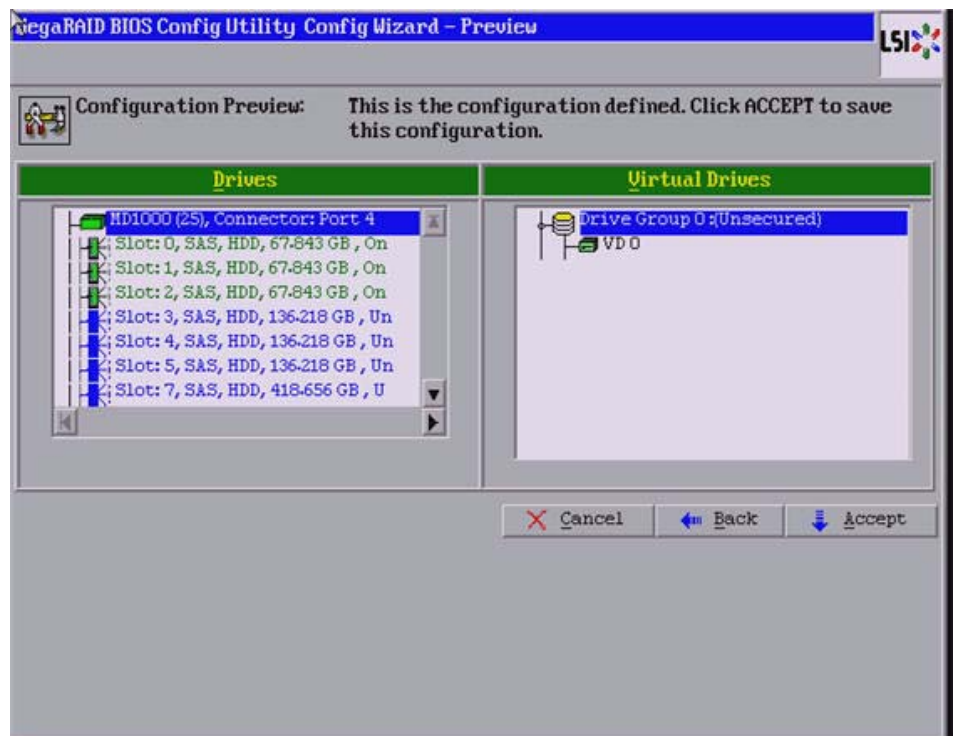 MegaRAID BIOS Config Utility Config Wizard – Preview
LSI
Configuration Preview: This is the configuration defined. Click ACCEPT to save
this configuration.
Drives
MD1000 (25), Connector: Port 4
Slot: 0, SAS, HDD, 67.843 GB , On
Slot: 1, SAS, HDD, 67.843 GB , On
Slot: 2, SAS, HDD, 67.843 GB , On
Slot: 3, SAS, HDD, 136.218 GB , Un
Slot: 4, SAS, HDD, 136.218 GB , Un
Slot: 5, SAS, HDD, 136.218 GB , Un
Slot: 7, SAS, HDD, 418.656 GB , U
Virtual Drives
Drive Group 0 :(Unsecured)
VD 0
Cancel Back Accept